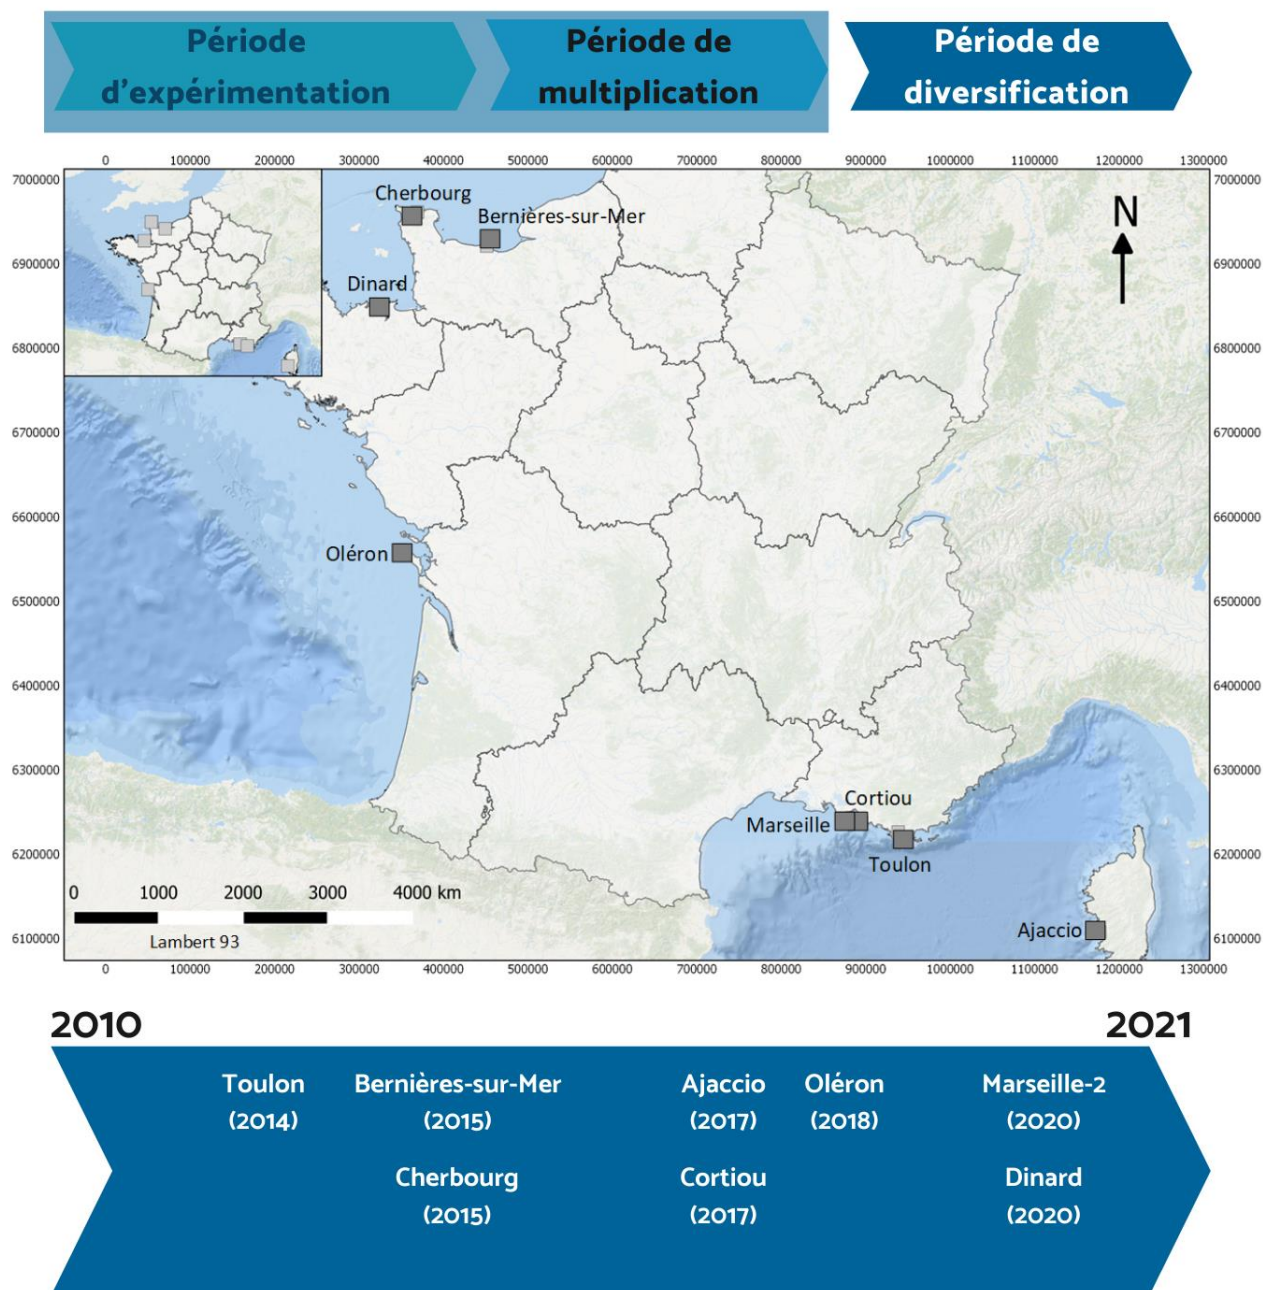 Période
d'expérimentation
Période de
multiplication
Période de
diversification
0 100000 200000 300000 400000 500000 600000 700000 800000 900000 1000000 1100000 1200000 1300000
7000000 7000000
Cherbourg
Bernières-sur-Mer
N
6900000 6900000
Dinard
6800000 6800000
6700000 6700000
6600000 6600000
Oléron
6500000 6500000
6400000 6400000
6300000 6300000
Cortiou
Marseille
6200000 6200000
Toulon
0 1000 2000 3000 4000 km
Ajaccio
6100000 6100000
Lambert 93
0 100000 200000 300000 400000 500000 600000 700000 800000 900000 1000000 1100000 1200000 1300000
2010 2021
Toulon Bernières-sur-Mer Ajaccio Oléron Marseille-2
(2014) (2015) (2017) (2018) (2020)
Cherbourg Cortiou Dinard
(2015) (2017) (2020)